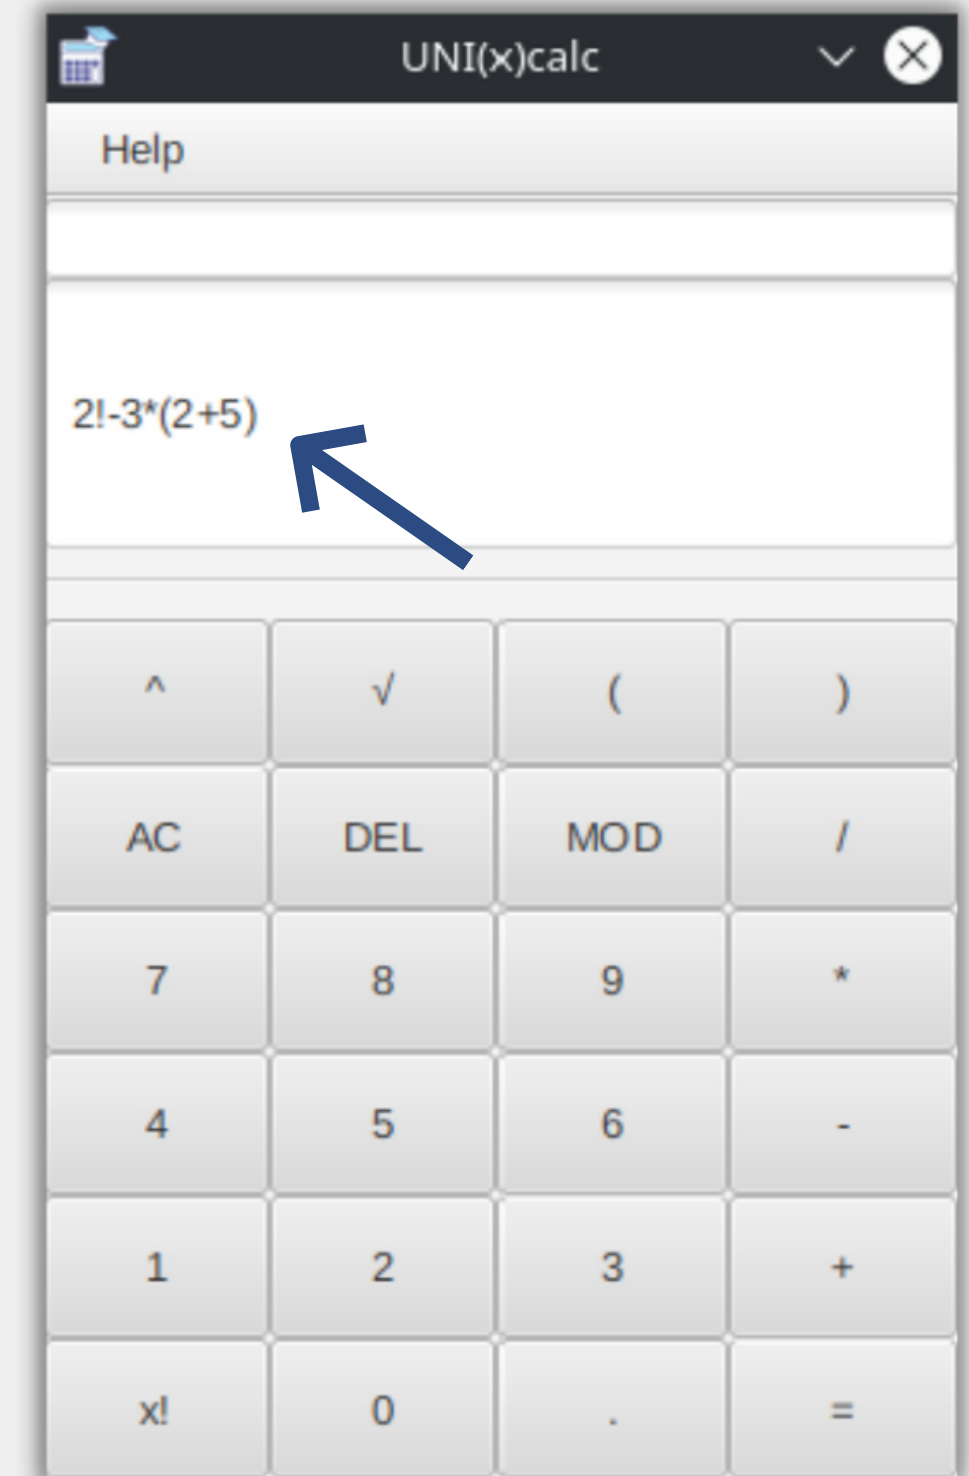 UNI(x)calc
Help
2!-3*(2+5)
^ √ ( )
AC DEL MOD /
7 8 9 *
4 5 6 -
1 2 3 +
x! 0 . =